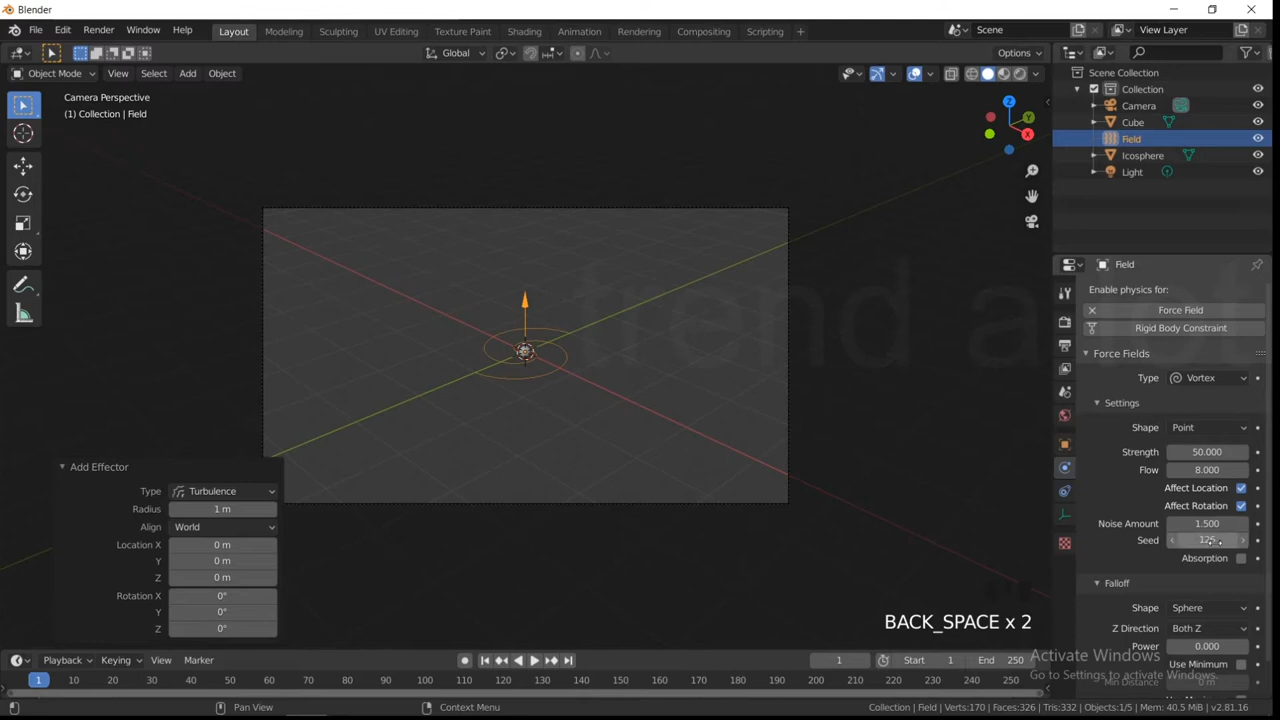 Blender
File Edit Render Window Help
Layout Modeling Sculpting UV Editing Texture Paint Shading Animation Rendering Compositing Scripting +
Scene
View Layer
Global
Options
Object Mode View Select Add Object
Camera Perspective
(1) Collection | Field
Z
Y
X
Scene Collection
Collection
Camera
Cube
Field
Icosphere
Light
Field
Enable physics for:
Force Field
Rigid Body Constraint
Force Fields
Type Vortex
Settings
Shape Point
Strength 50.000
Flow 8.000
Affect Location
Affect Rotation
Noise Amount 1.500
Seed
Absorption
Falloff
Shape Sphere
Z Direction Both Z
Power 0.000
Use Minimum
Min Distance 0 m
trend a
Add Effector
Type Turbulence
Radius 1 m
Align World
Location X 0 m
Y 0 m
Z 0 m
Rotation X 0°
Y 0°
Z 0°
BACK_SPACE x 2
Activate Windows
Go to Settings to activate Windows.
Playback Keying View Marker
1
Start 1
End 250
1 10 20 30 40 50 60 70 80 90 100 110 120 130 140 150 160 170 180 190 200 210 220 230 240 250
Pan View
Context Menu
Collection | Field | Verts:170 | Faces:326 | Tris:332 | Objects:1/5 | Mem: 40.5 MiB | v2.81.16